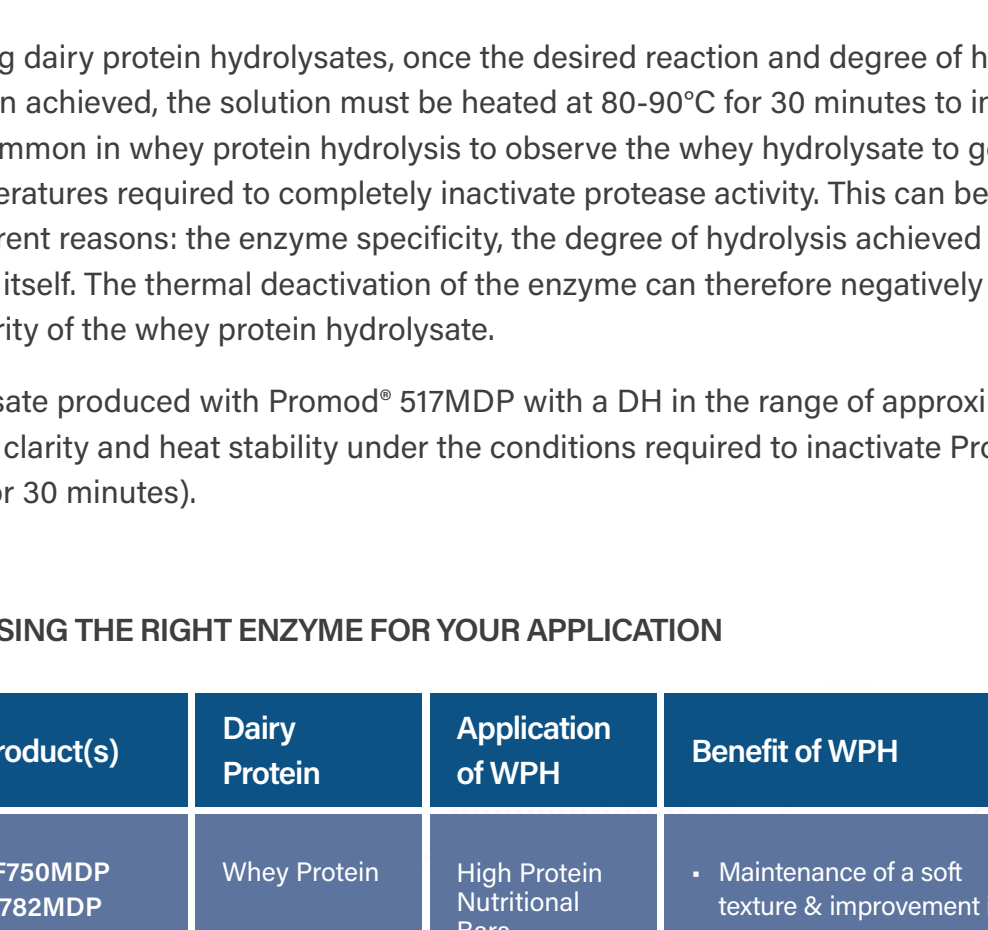 g dairy protein hydrolysates, once the desired reaction and degree of h
n achieved, the solution must be heated at 80-90°C for 30 minutes to in
mmon in whey protein hydrolysis to observe the whey hydrolysate to g
eratures required to completely inactivate protease activity. This can be
rent reasons: the enzyme specificity, the degree of hydrolysis achieved
itself. The thermal deactivation of the enzyme can therefore negatively
rity of the whey protein hydrolysate.
sate produced with Promod® 517MDP with a DH in the range of approxi
clarity and heat stability under the conditions required to inactivate Pro
or 30 minutes).
SING THE RIGHT ENZYME FOR YOUR APPLICATION
roduct(s)
Dairy
Protein
Application
of WPH
Benefit of WPH
F750MDP
782MDP
Whey Protein
High Protein
Nutritional
Bars
▪ Maintenance of a soft
texture & improvement i